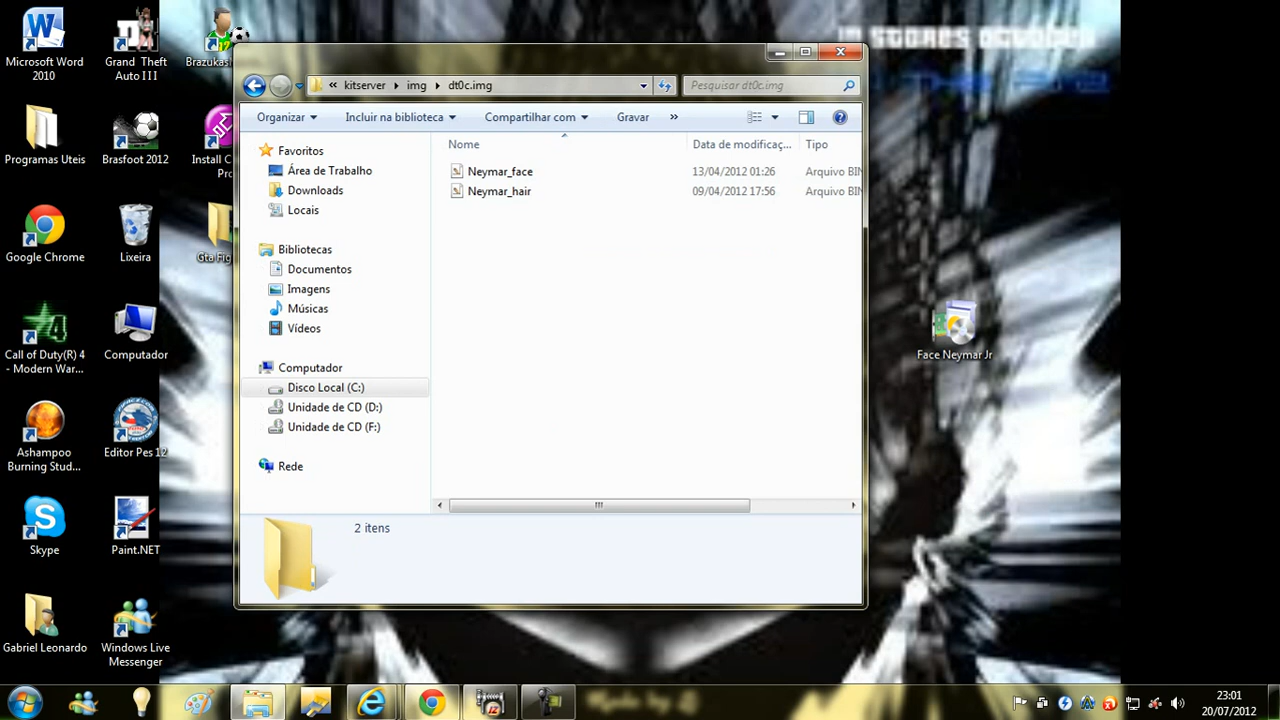 IN STORES OCTOBER
Microsoft Word
2010
Grand Theft
Auto III
Brazukas
Programas Uteis
Brasfoot 2012
Install C
Pro
Google Chrome
Lixeira
Gta Fig
Call of Duty(R) 4
- Modern War...
Computador
Ashampoo
Burning Stud...
Editor Pes 12
Skype
Paint.NET
Gabriel Leonardo
Windows Live
Messenger
« kitserver img dt0c.img
Pesquisar dt0c.img
Organizar Incluir na biblioteca Compartilhar com Gravar »
Nome Data de modificaç... Tipo
Neymar_face 13/04/2012 01:26 Arquivo BIN
Neymar_hair 09/04/2012 17:56 Arquivo BIN
Favoritos
Área de Trabalho
Downloads
Locais
Bibliotecas
Documentos
Imagens
Músicas
Vídeos
Computador
Disco Local (C:)
Unidade de CD (D:)
Unidade de CD (F:)
Rede
2 itens
Face Neymar Jr
23:01
20/07/2012